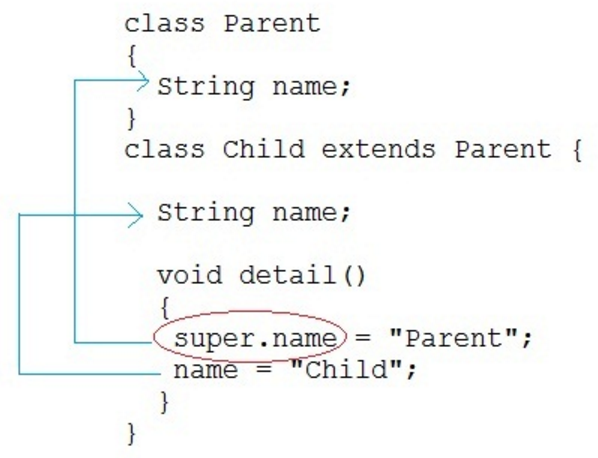 class Parent
{
String name;
}
class Child extends Parent {
String name;
void detail()
{
super.name = "Parent";
name = "Child";
}
}